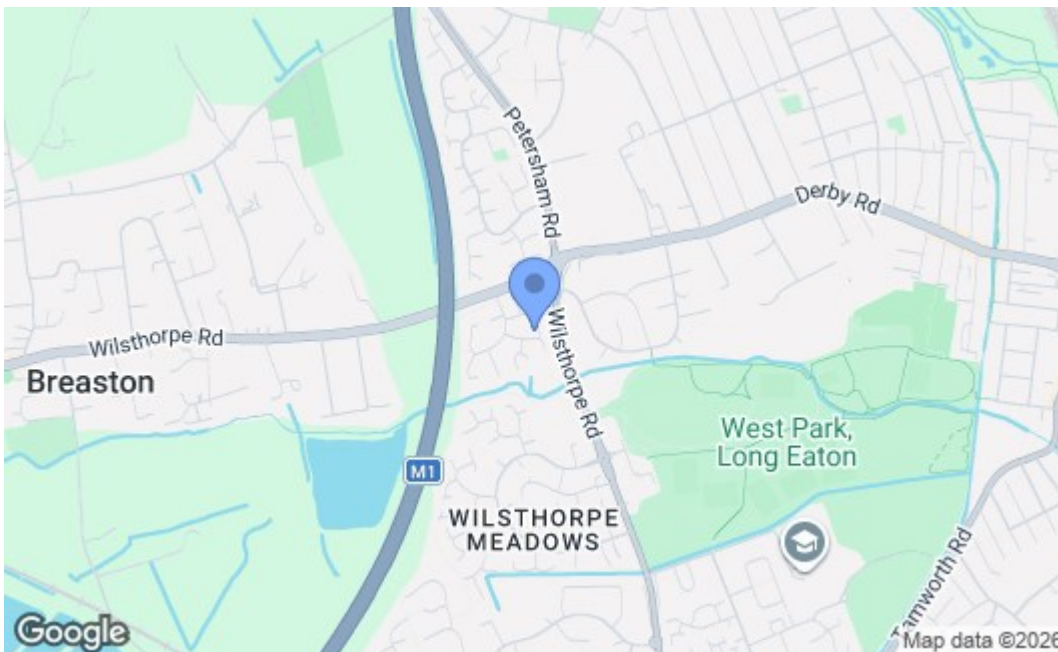 Petersham Rd
Derby Rd
Wilsthorpe Rd
Breaston
Wilsthorpe Rd
West Park,
Long Eaton
M1
WILSTHORPE
MEADOWS
Tamworth Rd
Google
Map data ©2026